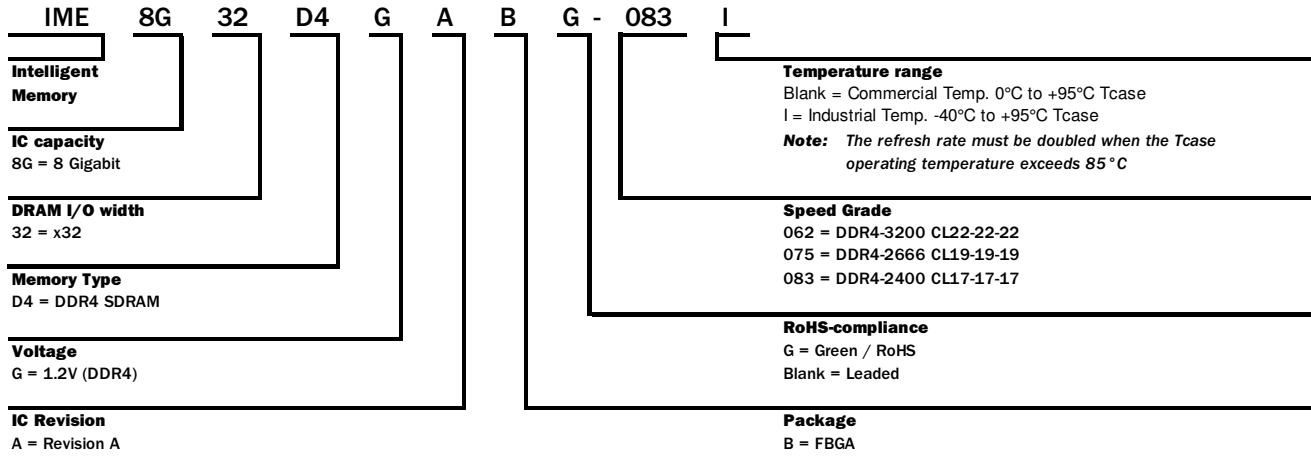 IME 8G 32 D4 G A B G - 083 I
Intelligent
Memory
IC capacity
8G = 8 Gigabit
DRAM I/O width
32 = x32
Memory Type
D4 = DDR4 SDRAM
Voltage
G = 1.2V (DDR4)
IC Revision
A = Revision A
Temperature range
Blank = Commercial Temp. 0°C to +95°C Tcase
I = Industrial Temp. -40°C to +95°C Tcase
Note: The refresh rate must be doubled when the Tcase
operating temperature exceeds 85°C
Speed Grade
062 = DDR4-3200 CL22-22-22
075 = DDR4-2666 CL19-19-19
083 = DDR4-2400 CL17-17-17
RoHS-compliance
G = Green / RoHS
Blank = Leaded
Package
B = FBGA